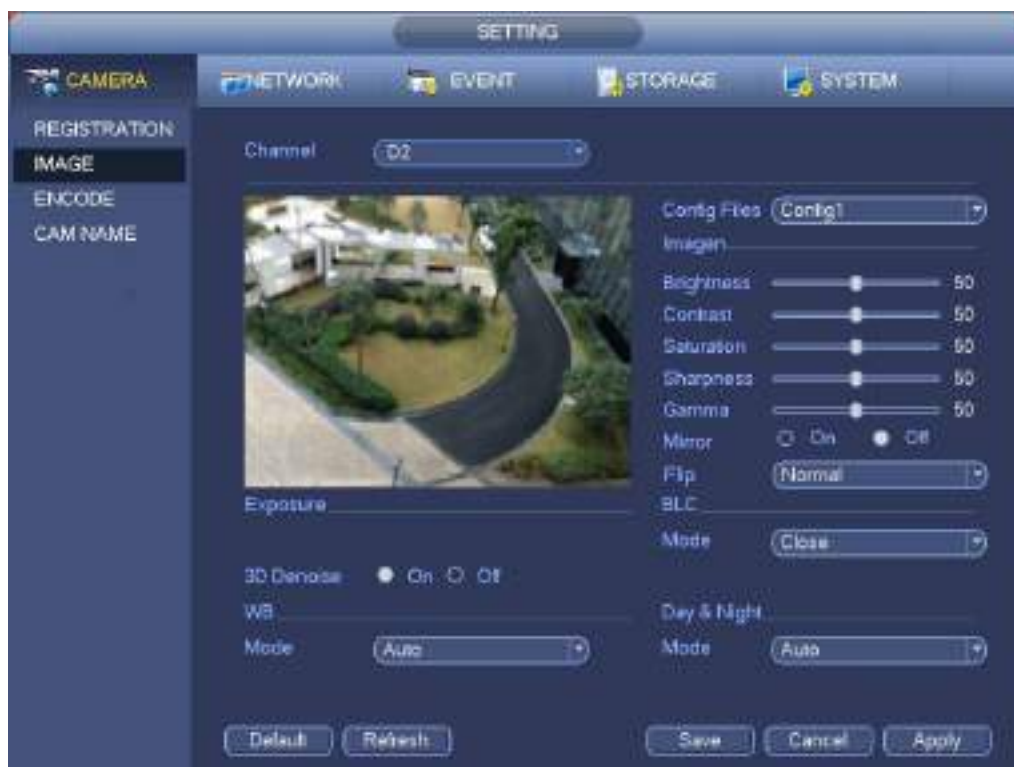 SETTING
CAMERA NETWORK EVENT STORAGE SYSTEM
REGISTRATION
IMAGE
ENCODE
CAM NAME
Channel D2
Config Files Config1
Imagen
Brightness 50
Contrast 50
Saturation 50
Sharpness 50
Gamma 50
Mirror On Off
Flip Normal
Exposure
BLC
Mode Close
3D Denoise On Off
WB
Day & Night
Mode Auto
Mode Auto
Default Refresh Save Cancel Apply